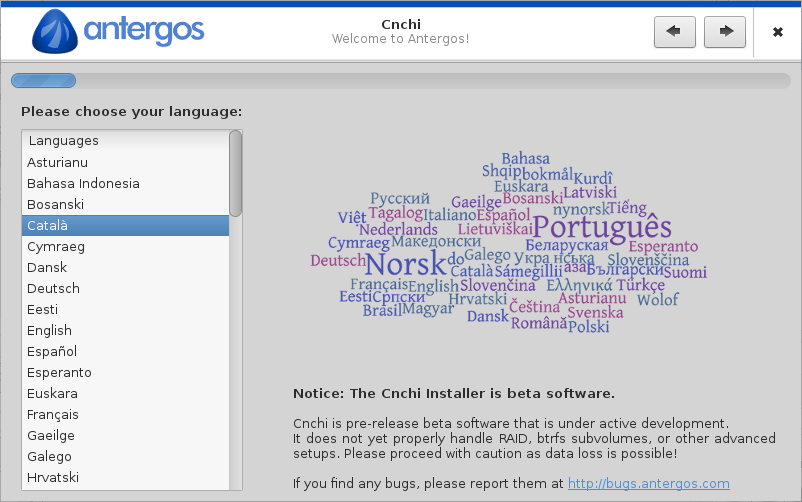 antergos
Cnchi
Welcome to Antergos!
Please choose your language:
Languages
Asturianu
Bahasa Indonesia
Bosanski
Català
Cymraeg
Dansk
Deutsch
Eesti
English
Español
Esperanto
Euskara
Français
Gaeilge
Galego
Hrvatski
Bahasa
Shqip bokmål Kurdî
Euskara
Русский Gaeilge Bosanski Latviski
Việt Tagalog Italiano Español nynorsk Tiếng
Nederlands Lietuviškai Português
Cymraeg Македонски Беларуская Esperanto
Deutsch Norsk do Galego Укра нська Slovenščina
Català Sámegillii asa Български Suomi
Français English Slovenčina Ελληνικά Türkçe
Eesti Српски Hrvatski Asturianu Wolof
Brasil Magyar Čeština
Dansk Svenska
Română Polski
Notice: The Cnchi Installer is beta software.
Cnchi is pre-release beta software that is under active development.
It does not yet properly handle RAID, btrfs subvolumes, or other advanced
setups. Please proceed with caution as data loss is possible!
If you find any bugs, please report them at http://bugs.antergos.com